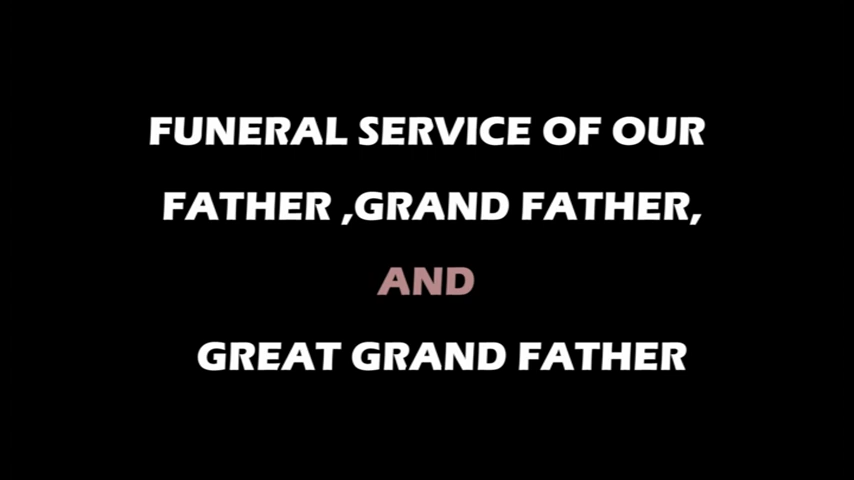 FUNERAL SERVICE OF OUR
FATHER ,GRAND FATHER,
AND
GREAT GRAND FATHER